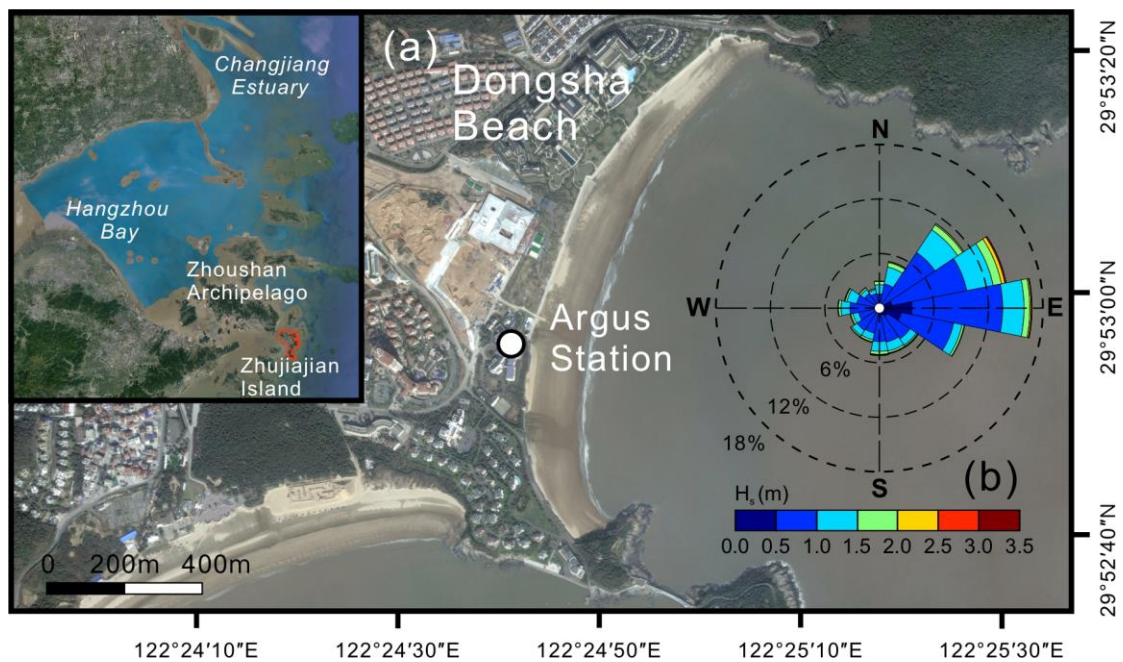 Changjiang
Estuary
Hangzhou
Bay
Zhoushan
Archipelago
Zhujiajian
Island
(a)
Dongsha
Beach
Argus
Station
N
W
E
S
6%
12%
18%
(b)
Hs (m)
0.0 0.5 1.0 1.5 2.0 2.5 3.0 3.5
0 200m 400m
29°53′20″N
29°53′00″N
29°52′40″N
122°24′10″E 122°24′30″E 122°24′50″E 122°25′10″E 122°25′30″E